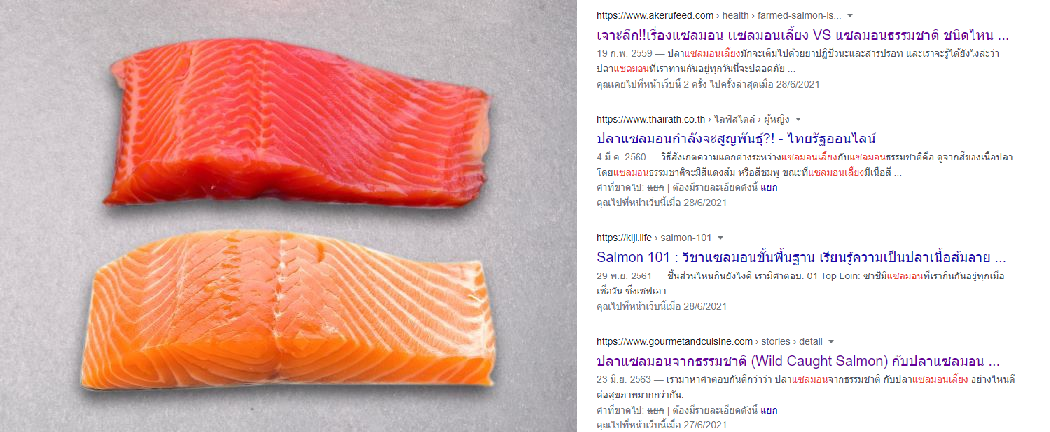 https://www.akerufeed.com › health › farmed-salmon-is...
เจาะลึก!!เรื่องแซลมอน แซลมอนเลี้ยง VS แซลมอนธรรมชาติ ชนิดไหน ...
19 ก.พ. 2559 — ปลาแซลมอนเลี้ยงมักจะเต็มไปด้วยยาปฏิชีวนะและสารปรอท และเราจะรู้ได้ยังไงละว่า
ปลาแซลมอนที่เราทานกันอยู่ทุกวันนี้จะปลอดภัย ...
คุณเคยไปที่หน้าเว็บนี้ 2 ครั้ง ไปครั้งล่าสุดเมื่อ 28/6/2021
https://www.thairath.co.th › ไลฟ์สไตล์ › ผู้หญิง
ปลาแซลมอนกำลังจะสูญพันธุ์?! - ไทยรัฐออนไลน์
4 มี.ค. 2560 — วิธีสังเกตความแตกต่างระหว่างแซลมอนเลี้ยงกับแซลมอนธรรมชาติคือ ดูจากสีของเนื้อปลา
โดยแซลมอนธรรมชาติจะมีสีแดงส้ม หรือสีชมพู ขณะที่แซลมอนเลี้ยงมีเนื้อสี ...
คำที่ขาดไป: แยก | ต้องมีรายละเอียดดังนี้ แยก
คุณไปที่หน้าเว็บนี้เมื่อ 28/6/2021
https://kiji.life › salmon-101
Salmon 101 : วิชาแซลมอนขั้นพื้นฐาน เรียนรู้ความเป็นปลาเนื้อส้มลาย ...
29 พ.ย. 2561 — ชิ้นส่วนไหนกินยังไงดี เรามีคำตอบ. 01 Top Loin: ซาซิมิแซลมอนที่เรากินกันอยู่ทุกเมื่อ
เชื่อวัน ซึ่งเชฟเอา
คุณไปที่หน้าเว็บนี้เมื่อ 28/6/2021
https://www.gourmetandcuisine.com › stories › detail
ปลาแซลมอนจากธรรมชาติ (Wild Caught Salmon) กับปลาแซลมอน ...
23 มิ.ย. 2563 — เรามาหาคำตอบกันดีกว่าว่า ปลาแซลมอนจากธรรมชาติ กับปลาแซลมอนเลี้ยง อย่างไหนดี
ต่อสุขภาพมากกว่ากัน.
คำที่ขาดไป: แยก | ต้องมีรายละเอียดดังนี้ แยก
คุณไปที่หน้าเว็บนี้เมื่อ 27/6/2021